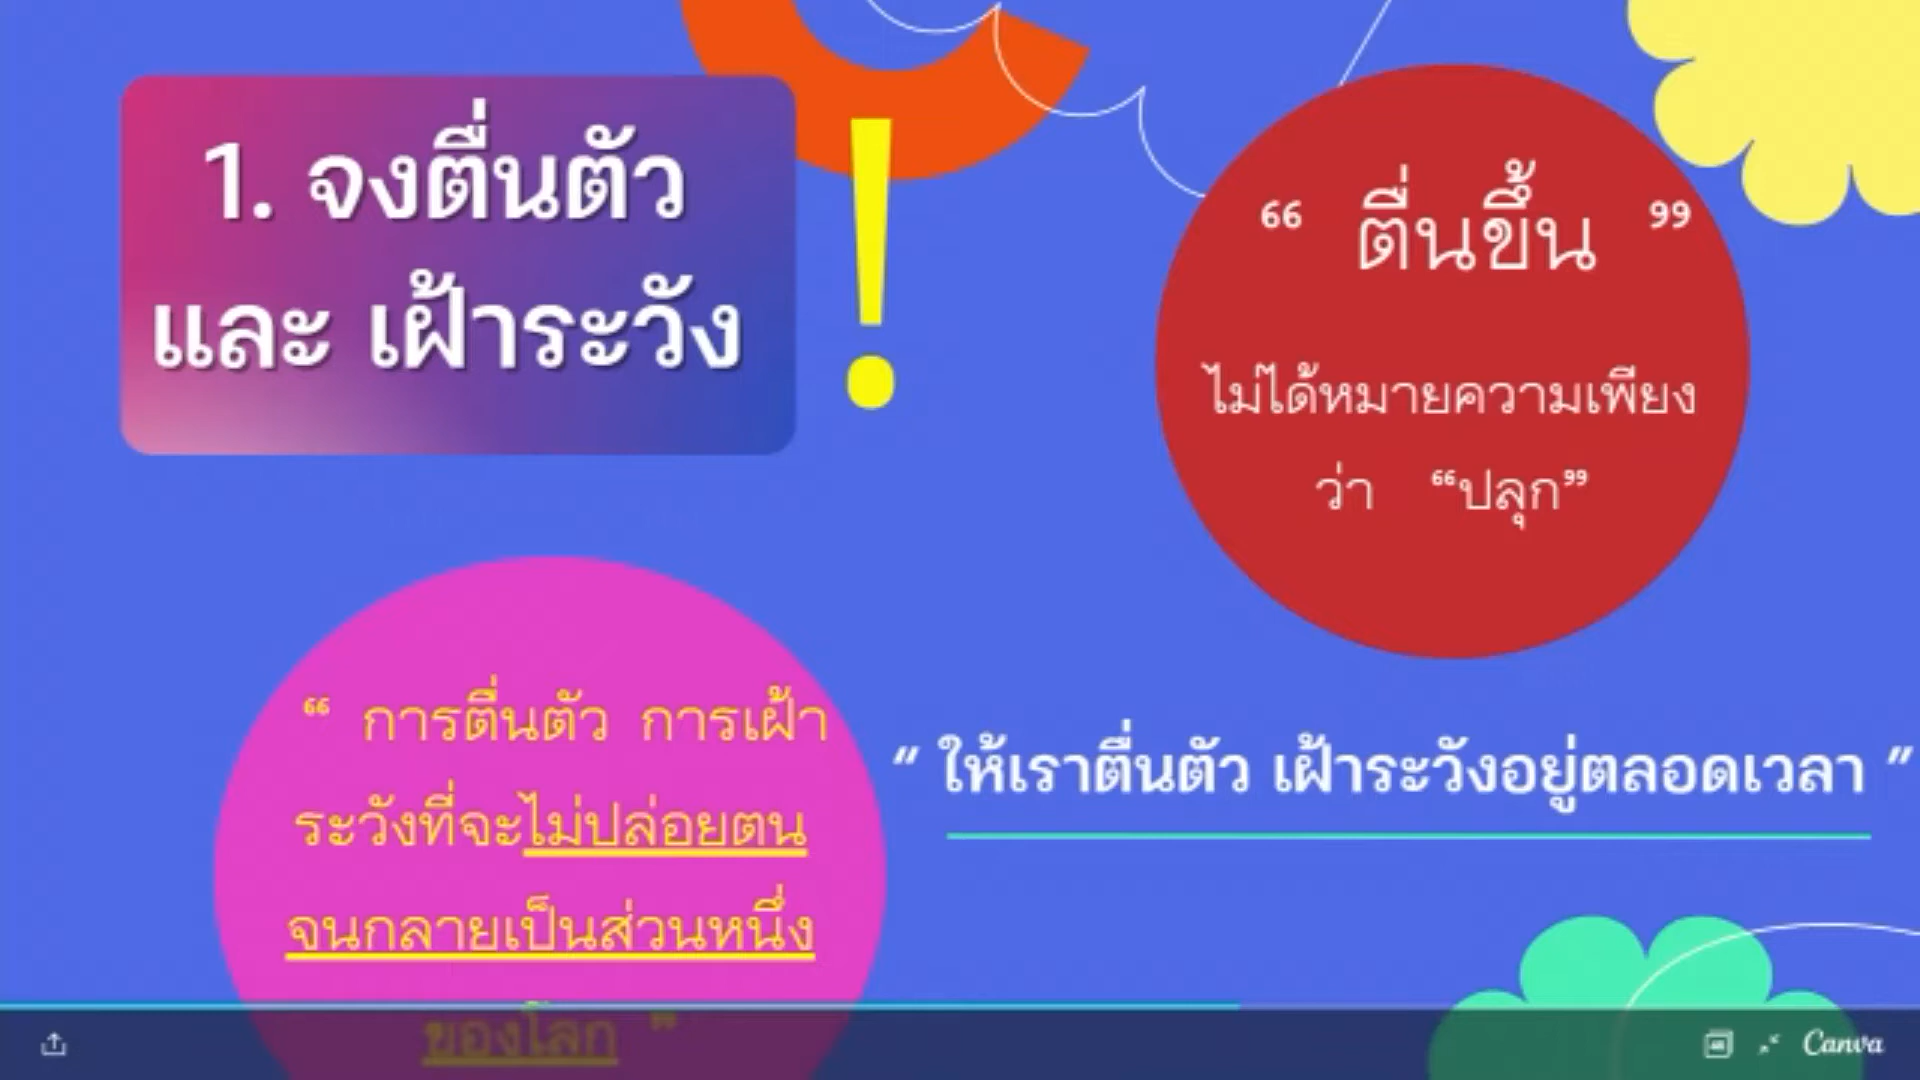 1. จงตื่นตัว
และ เฝ้าระวัง
!
“ ตื่นขึ้น ”
ไม่ได้หมายความเพียง
ว่า “ปลุก”
“ การตื่นตัว การเฝ้า
ระวังที่จะไม่ปล่อยตน
จนกลายเป็นส่วนหนึ่ง
ของโลก ”
“ ให้เราตื่นตัว เฝ้าระวังอยู่ตลอดเวลา ”
Canva